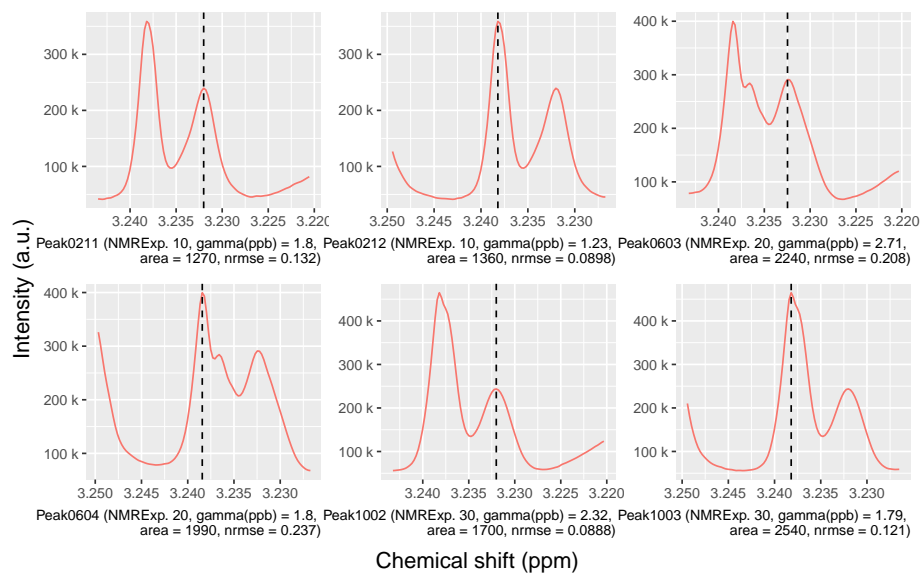 Intensity (a.u.)
300 k
200 k
100 k
3.240 3.235 3.230 3.225 3.220
Peak0211 (NMRExp. 10, gamma(ppb) = 1.8,
area = 1270, nrmse = 0.132)
300 k
200 k
100 k
3.250 3.245 3.240 3.235 3.230
Peak0212 (NMRExp. 10, gamma(ppb) = 1.23,
area = 1360, nrmse = 0.0898)
400 k
300 k
200 k
100 k
3.240 3.235 3.230 3.225 3.220
Peak0603 (NMRExp. 20, gamma(ppb) = 2.71,
area = 2240, nrmse = 0.208)
400 k
300 k
200 k
100 k
3.250 3.245 3.240 3.235 3.230
Peak0604 (NMRExp. 20, gamma(ppb) = 1.8,
area = 1990, nrmse = 0.237)
400 k
300 k
200 k
100 k
3.240 3.235 3.230 3.225 3.220
Peak1002 (NMRExp. 30, gamma(ppb) = 2.32,
area = 1700, nrmse = 0.0888)
400 k
300 k
200 k
100 k
3.250 3.245 3.240 3.235 3.230
Peak1003 (NMRExp. 30, gamma(ppb) = 1.79,
area = 2540, nrmse = 0.121)
Chemical shift (ppm)